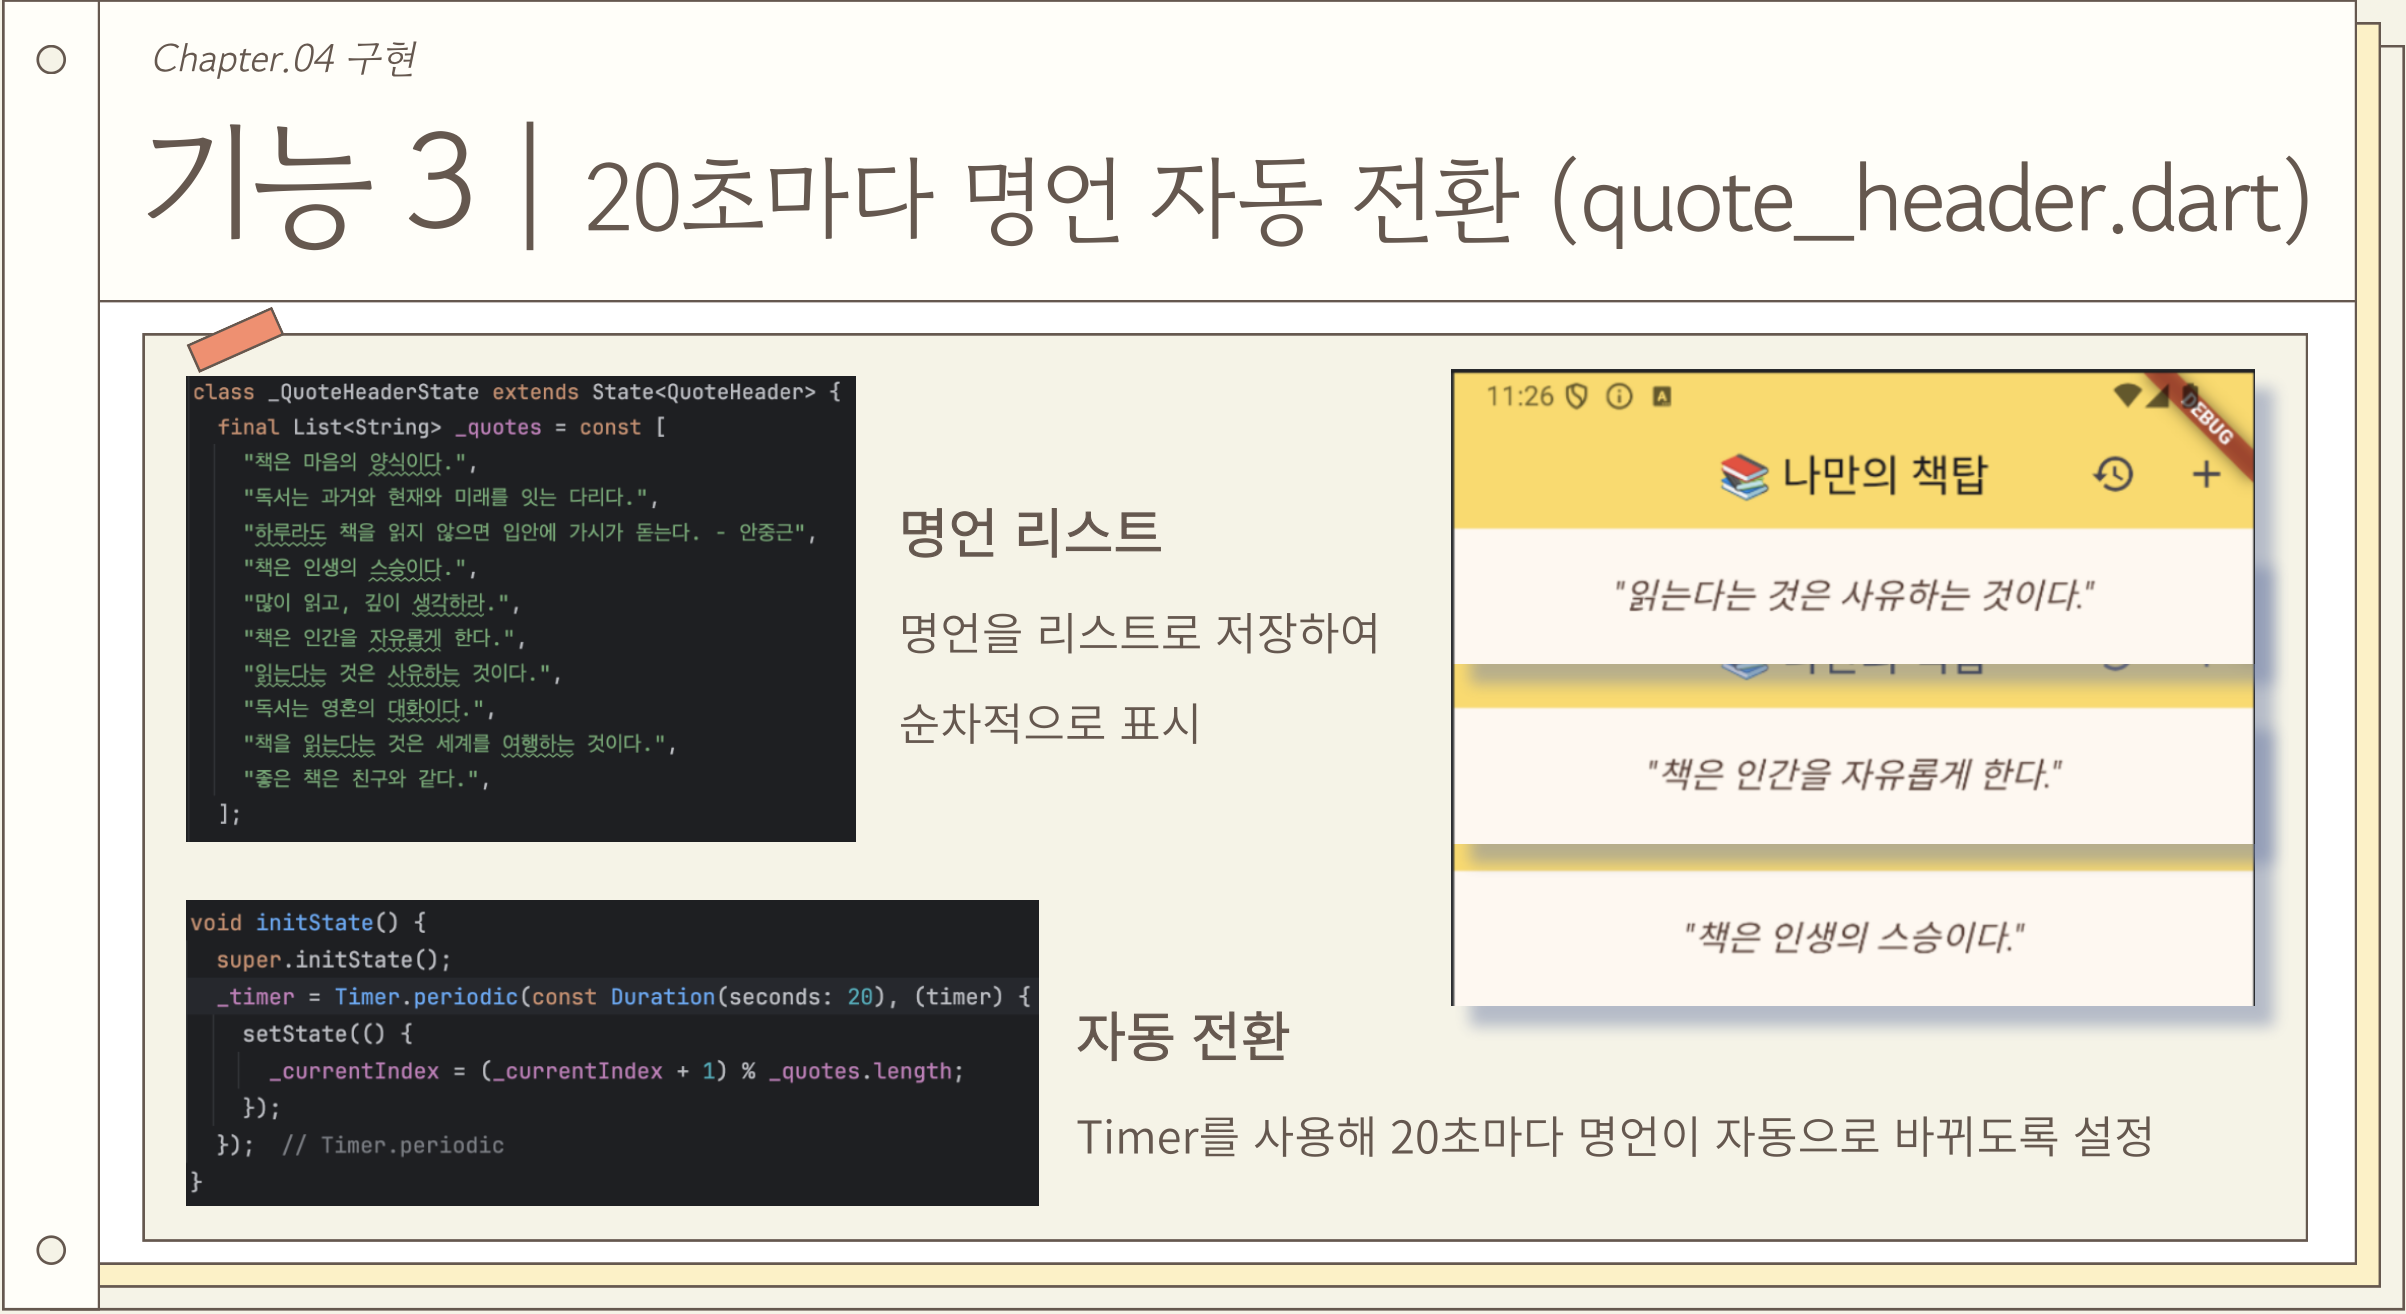 Chapter.04 구현
기능 3 | 20초마다 명언 자동 전환 (quote_header.dart)
class _QuoteHeaderState extends State<QuoteHeader> {
final List<String> _quotes = const [
"책은 마음의 양식이다.",
"독서는 과거와 현재와 미래를 잇는 다리다.",
"하루라도 책을 읽지 않으면 입안에 가시가 돋는다. - 안중근",
"책은 인생의 스승이다.",
"많이 읽고, 깊이 생각하라.",
"책은 인간을 자유롭게 한다.",
"읽는다는 것은 사유하는 것이다.",
"독서는 영혼의 대화이다.",
"책을 읽는다는 것은 세계를 여행하는 것이다.",
"좋은 책은 친구와 같다.",
];
명언 리스트
명언을 리스트로 저장하여
순차적으로 표시
11:26
A
DEBUG
나만의 책탑
"읽는다는 것은 사유하는 것이다."
"책은 인간을 자유롭게 한다."
"책은 인생의 스승이다."
void initState() {
super.initState();
_timer = Timer.periodic(const Duration(seconds: 20), (timer) {
setState(() {
_currentIndex = (_currentIndex + 1) % _quotes.length;
});
}); // Timer.periodic
}
자동 전환
Timer를 사용해 20초마다 명언이 자동으로 바뀌도록 설정